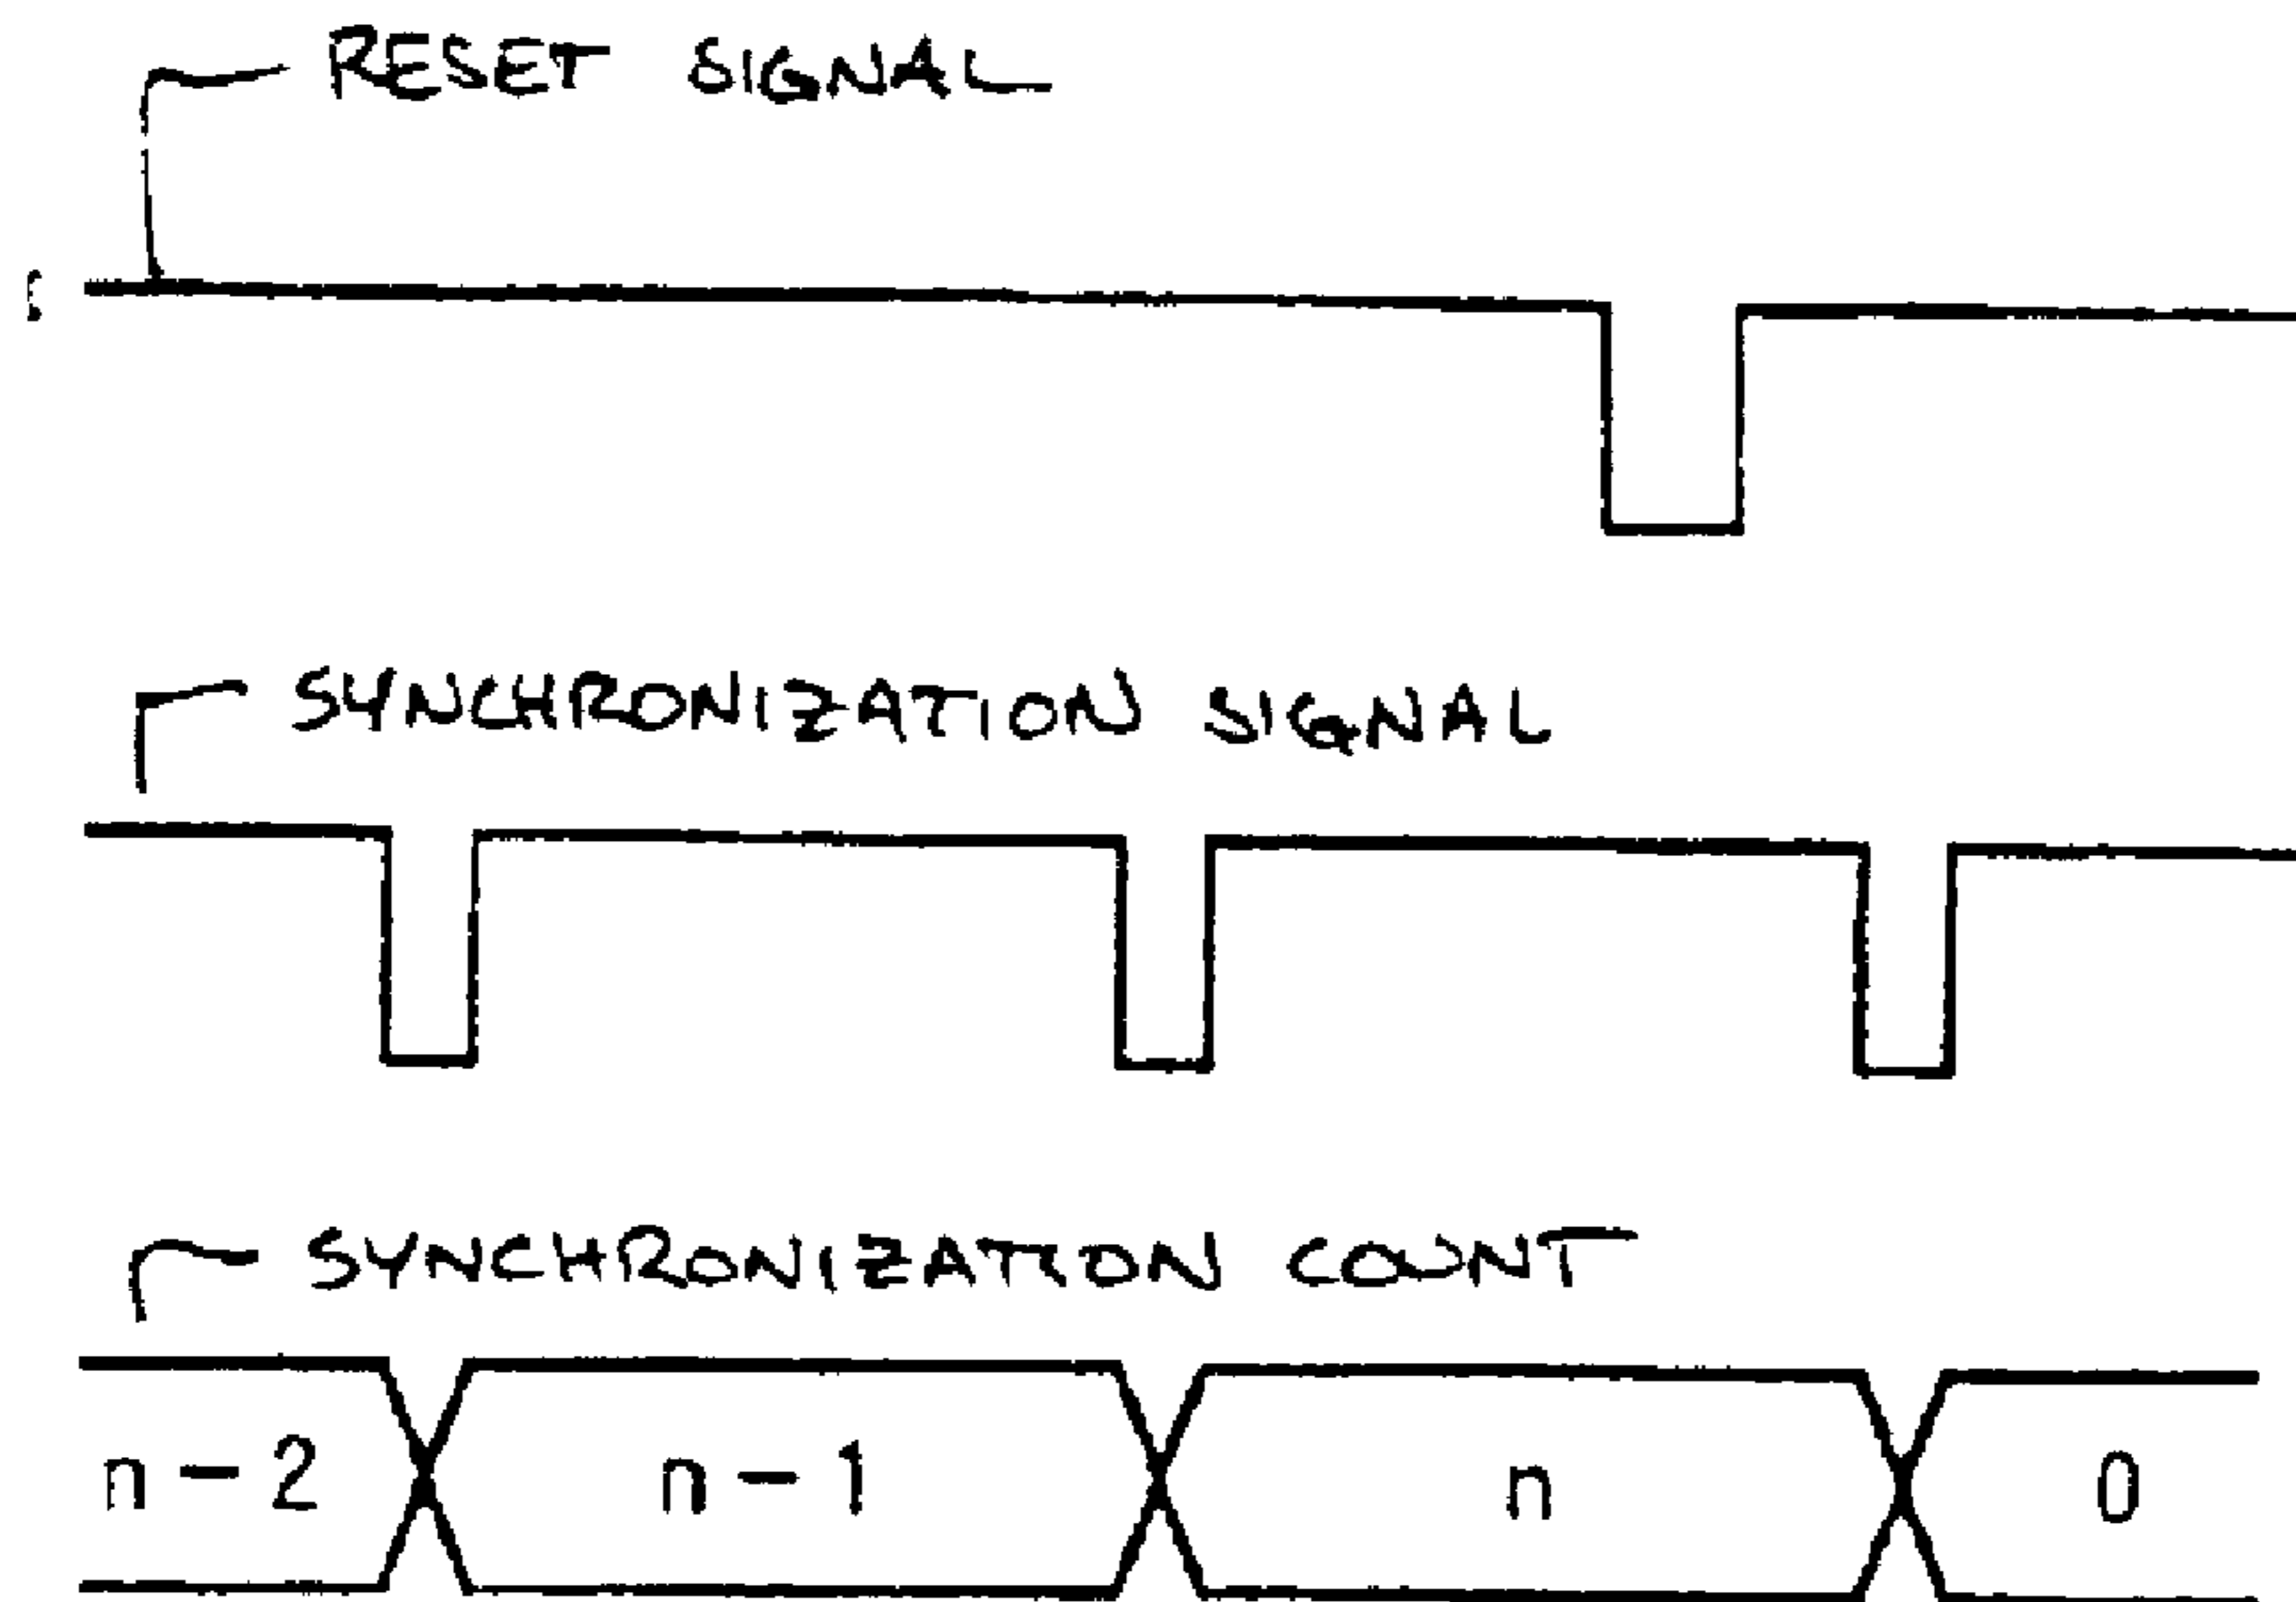 RESET SIGNAL
SYNCHRONIZATION SIGNAL
SYNCHRONIZATION COUNT
n-2 n-1 n 0